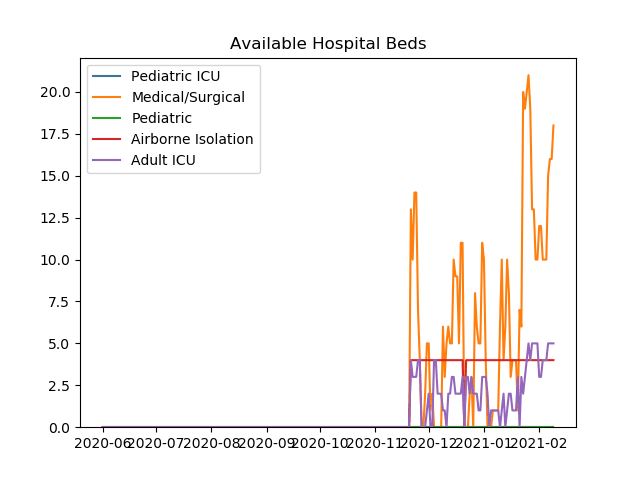 Available Hospital Beds
Pediatric ICU
Medical/Surgical
Pediatric
Airborne Isolation
Adult ICU
20.0
17.5
15.0
12.5
10.0
7.5
5.0
2.5
0.0
2020-06 2020-07 2020-08 2020-09 2020-10 2020-11 2020-12 2021-01 2021-02